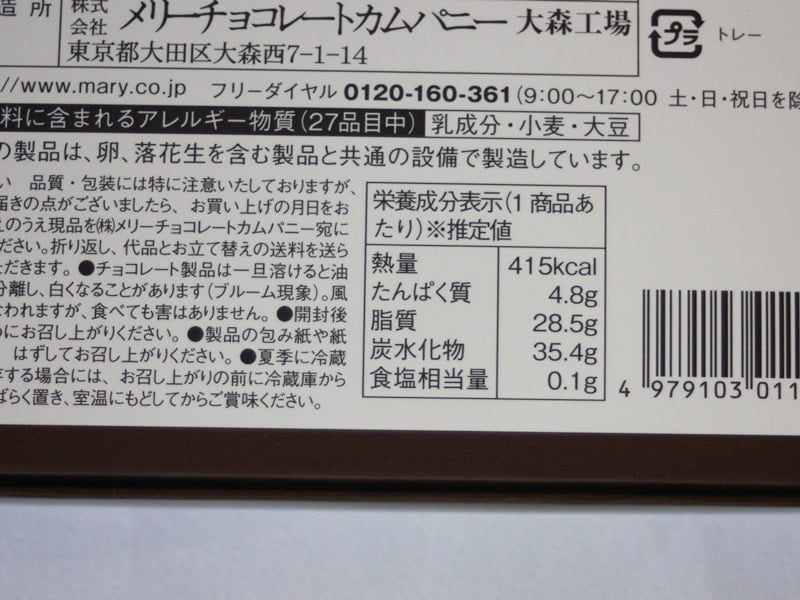 造所
株式会社 メリーチョコレートカムパニー 大森工場
東京都大田区大森西7-1-14
プラ トレー
//www.mary.co.jp フリーダイヤル 0120-160-361(9:00〜17:00 土・日・祝日を除
料に含まれるアレルギー物質(27品目中) 乳成分・小麦・大豆
の製品は、卵、落花生を含む製品と共通の設備で製造しています。
い 品質・包装には特に注意いたしておりますが、
届きの点がございましたら、お買い上げの月日をお
えのうえ現品を㈱メリーチョコレートカムパニー宛に
ださい。折り返し、代品とお立て替えの送料を送ら
ただきます。●チョコレート製品は一旦溶けると油
分離し、白くなることがあります(ブルーム現象)。風
なわれますが、食べても害はありません。●開封後
めにお召し上がりください。●製品の包み紙や紙
はずしてお召し上がりください。●夏季に冷蔵
存する場合には、お召し上がりの前に冷蔵庫から
ばらく置き、室温にもどしてからご賞味ください。
栄養成分表示(1商品あ
たり)※推定値
熱量 415kcal
たんぱく質 4.8g
脂質 28.5g
炭水化物 35.4g
食塩相当量 0.1g
4 979103 011